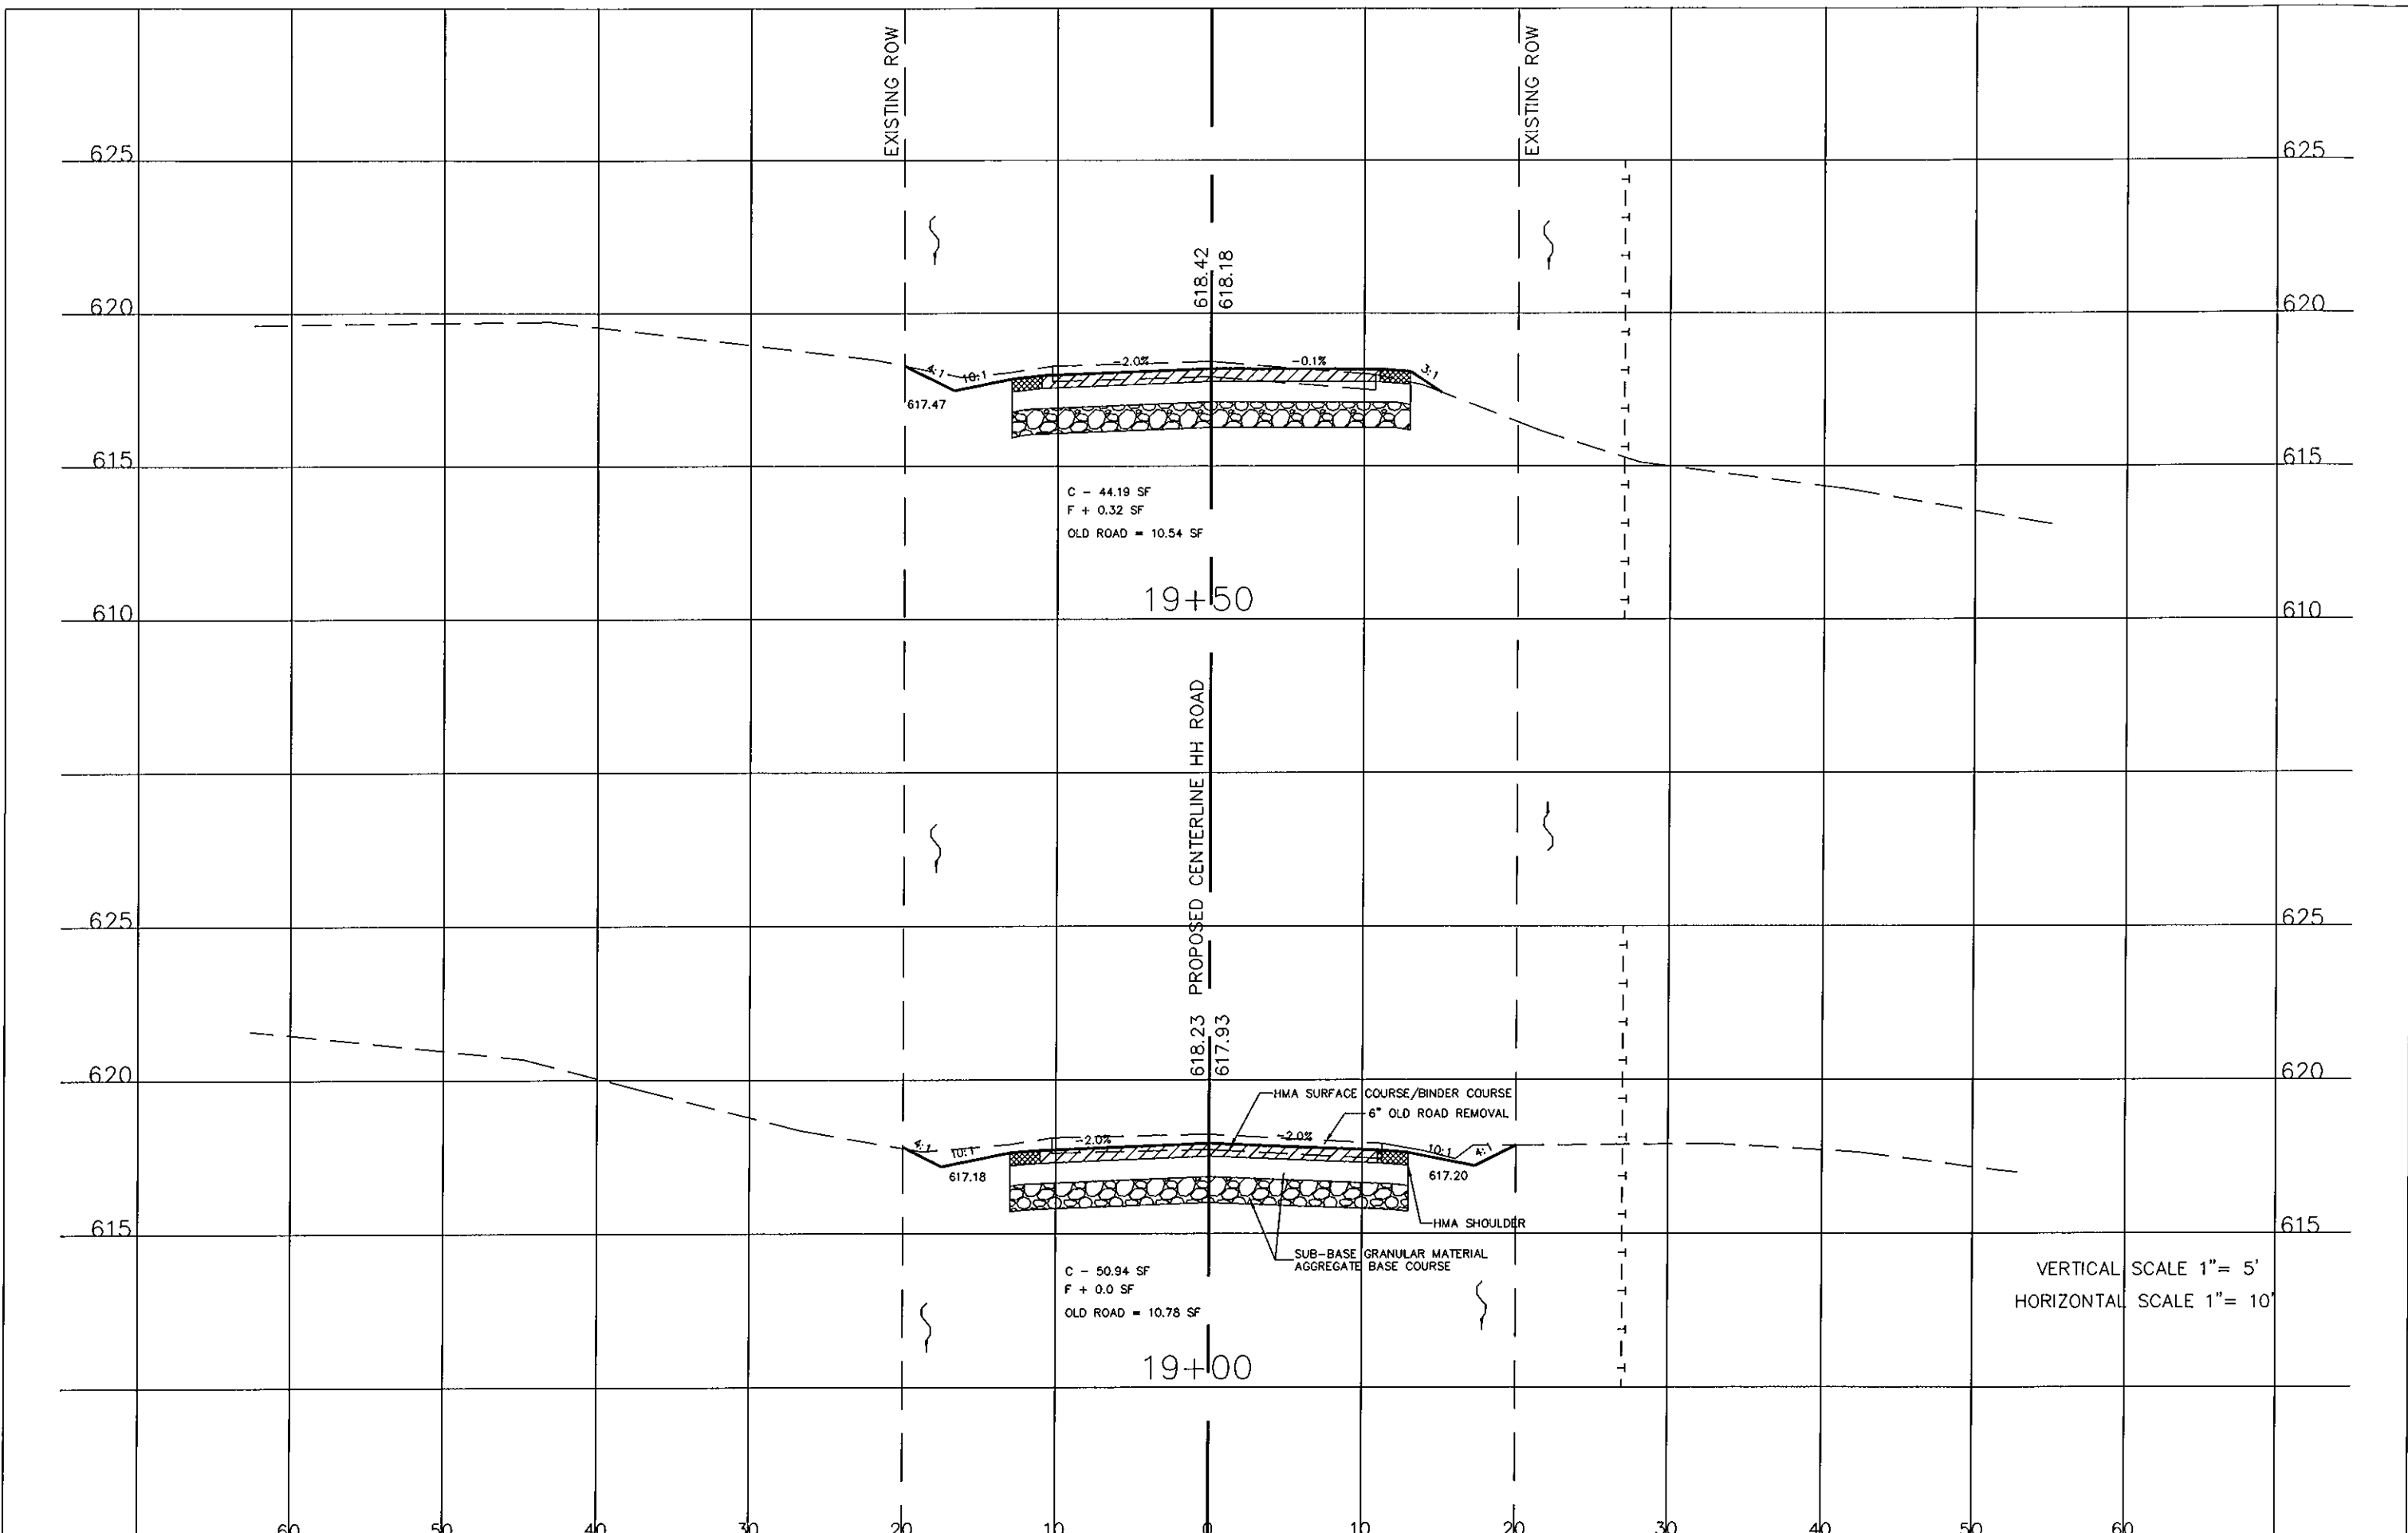 EXISTING ROW
EXISTING ROW
625
625
618.42
618.18
620
620
4:1
10:1
-2.0%
-0.1%
3:1
617.47
615
615
C - 44.19 SF
F + 0.32 SF
OLD ROAD = 10.54 SF
19+50
610
610
PROPOSED CENTERLINE HH ROAD
625
625
618.23
617.93
620
620
HMA SURFACE COURSE/BINDER COURSE
6" OLD ROAD REMOVAL
4:1
10:1
-2.0%
-2.0%
10:1
4:1
617.18
617.20
HMA SHOULDER
615
615
SUB-BASE GRANULAR MATERIAL
AGGREGATE BASE COURSE
C - 50.94 SF
F + 0.0 SF
OLD ROAD = 10.78 SF
VERTICAL SCALE 1"= 5'
HORIZONTAL SCALE 1"= 10'
19+00
60 50 40 30 20 10 0 10 20 30 40 50 60